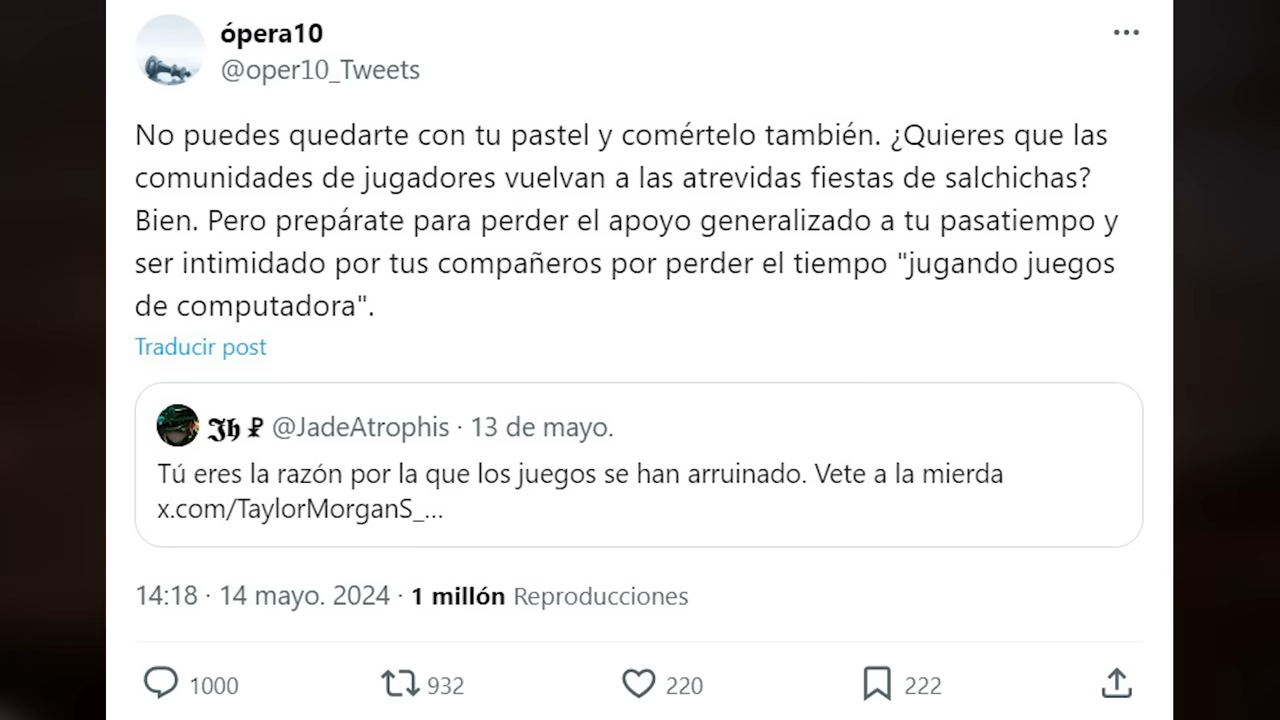 ópera10
@oper10_Tweets
No puedes quedarte con tu pastel y comértelo también. ¿Quieres que las
comunidades de jugadores vuelvan a las atrevidas fiestas de salchichas?
Bien. Pero prepárate para perder el apoyo generalizado a tu pasatiempo y
ser intimidado por tus compañeros por perder el tiempo "jugando juegos
de computadora".
Traducir post
𝕵𝖍 ☧ @JadeAtrophis · 13 de mayo.
Tú eres la razón por la que los juegos se han arruinado. Vete a la mierda
x.com/TaylorMorganS_...
14:18 · 14 mayo. 2024 · 1 millón Reproducciones
1000 932 220 222